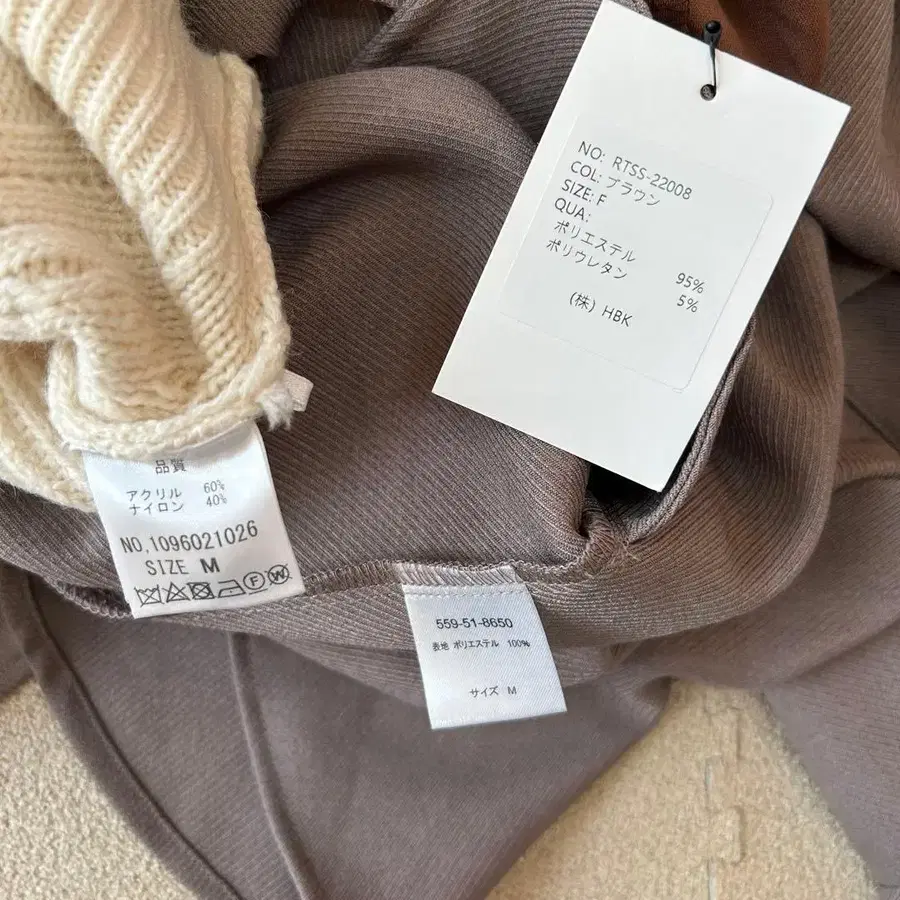 NO: RTSS-22008
COL: ブラウン
SIZE: F
QUA:
ポリエステル 95%
ポリウレタン 5%
(株) HBK
品質
アクリル 60%
ナイロン 40%
NO,1096021026
SIZE M
F
W
559-51-8650
表地 ポリエステル 100%
サイズ M